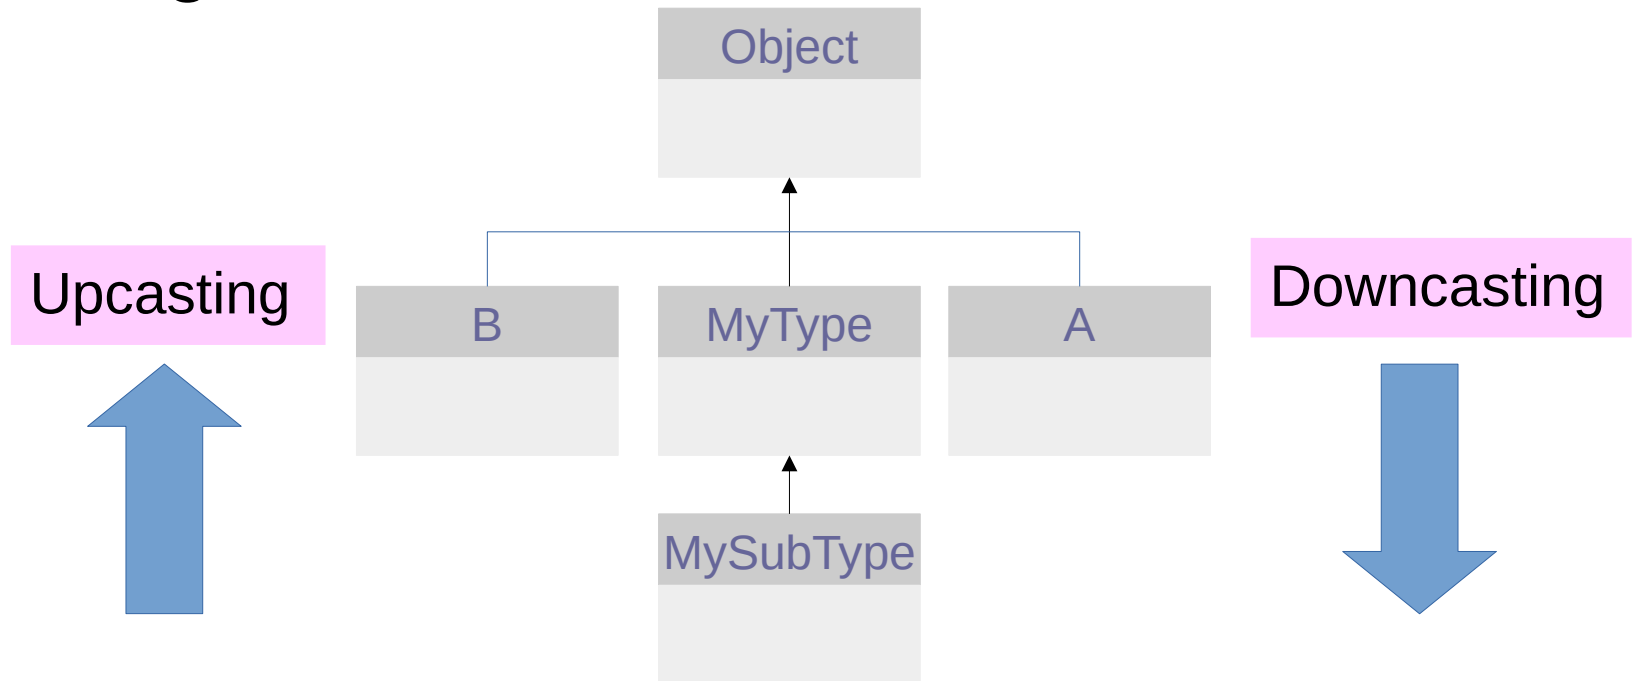 Object
Upcasting
B
MyType
A
Downcasting
MySubType